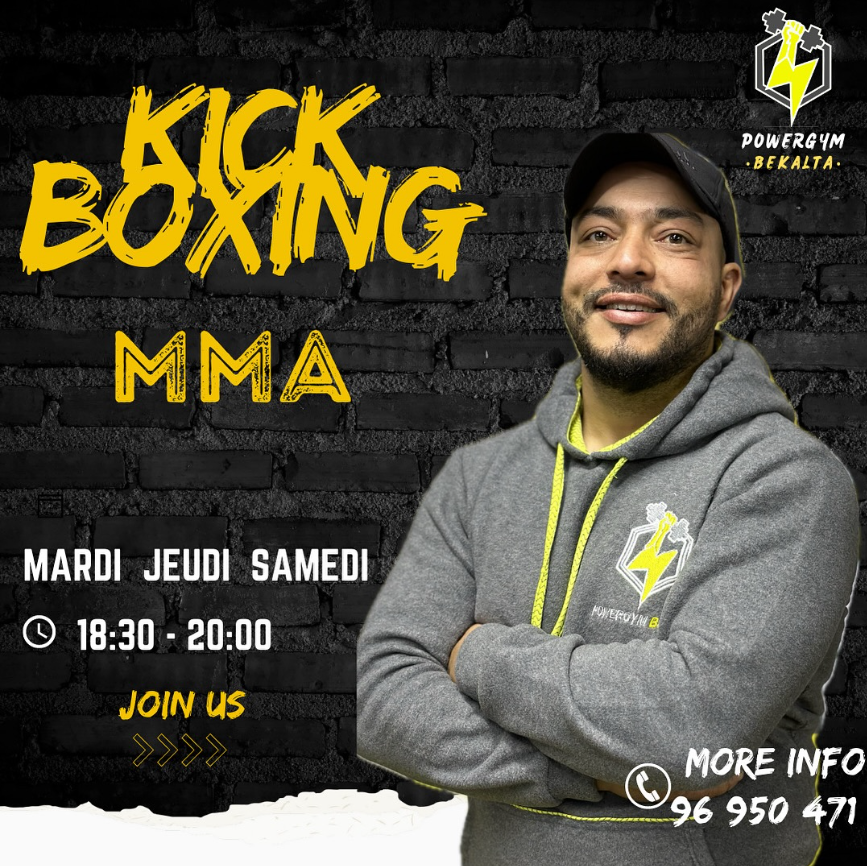 POWERGYM
·BEKALTA·
KICK
BOXING
MMA
MARDI JEUDI SAMEDI
18:30 - 20:00
JOIN US
>>>>
POWERGYM B
MORE INFO
96 950 471